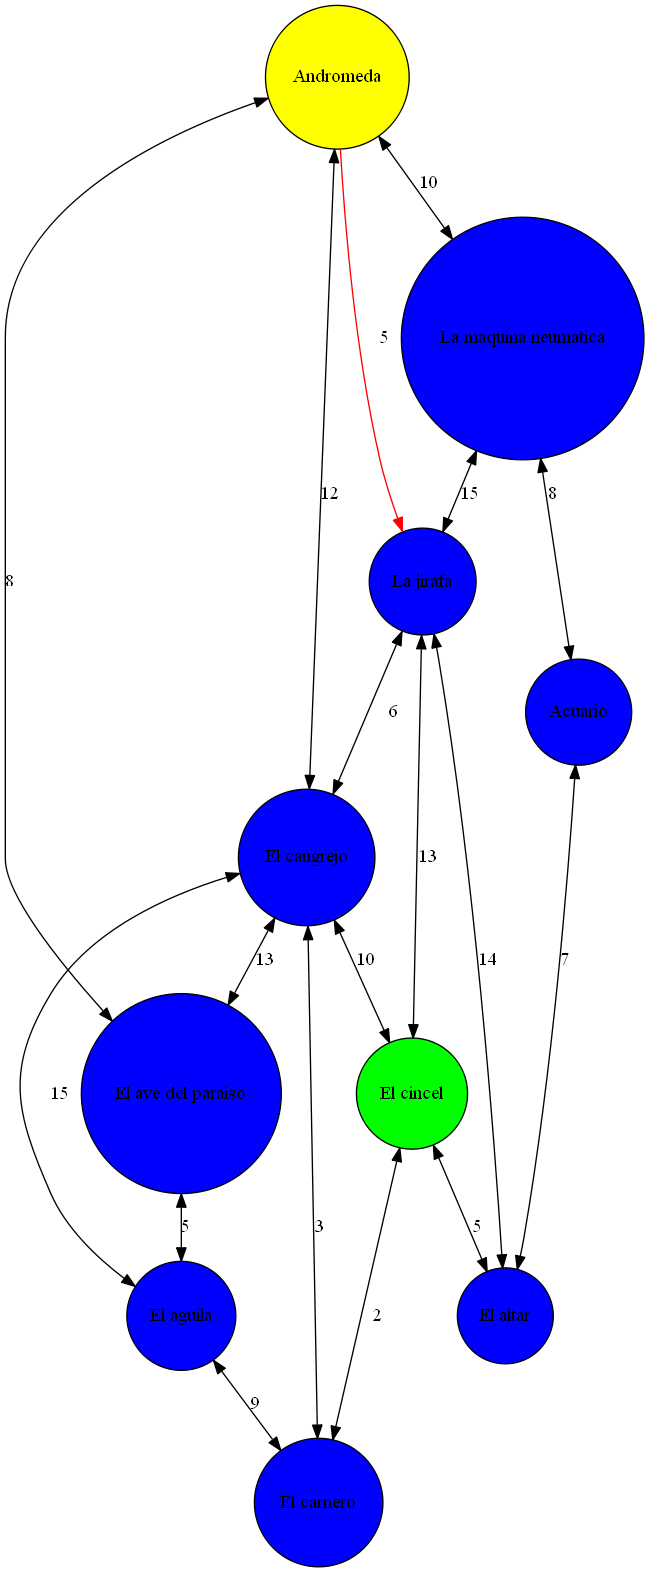 Andromeda
10
5
La maquina neumatica
12
15
8
La jirafa
8
6
Acuario
El cangrejo
13
13
10
14
7
15
El ave del paraiso
El cincel
5
3
5
2
El aguila
El altar
9
El carnero